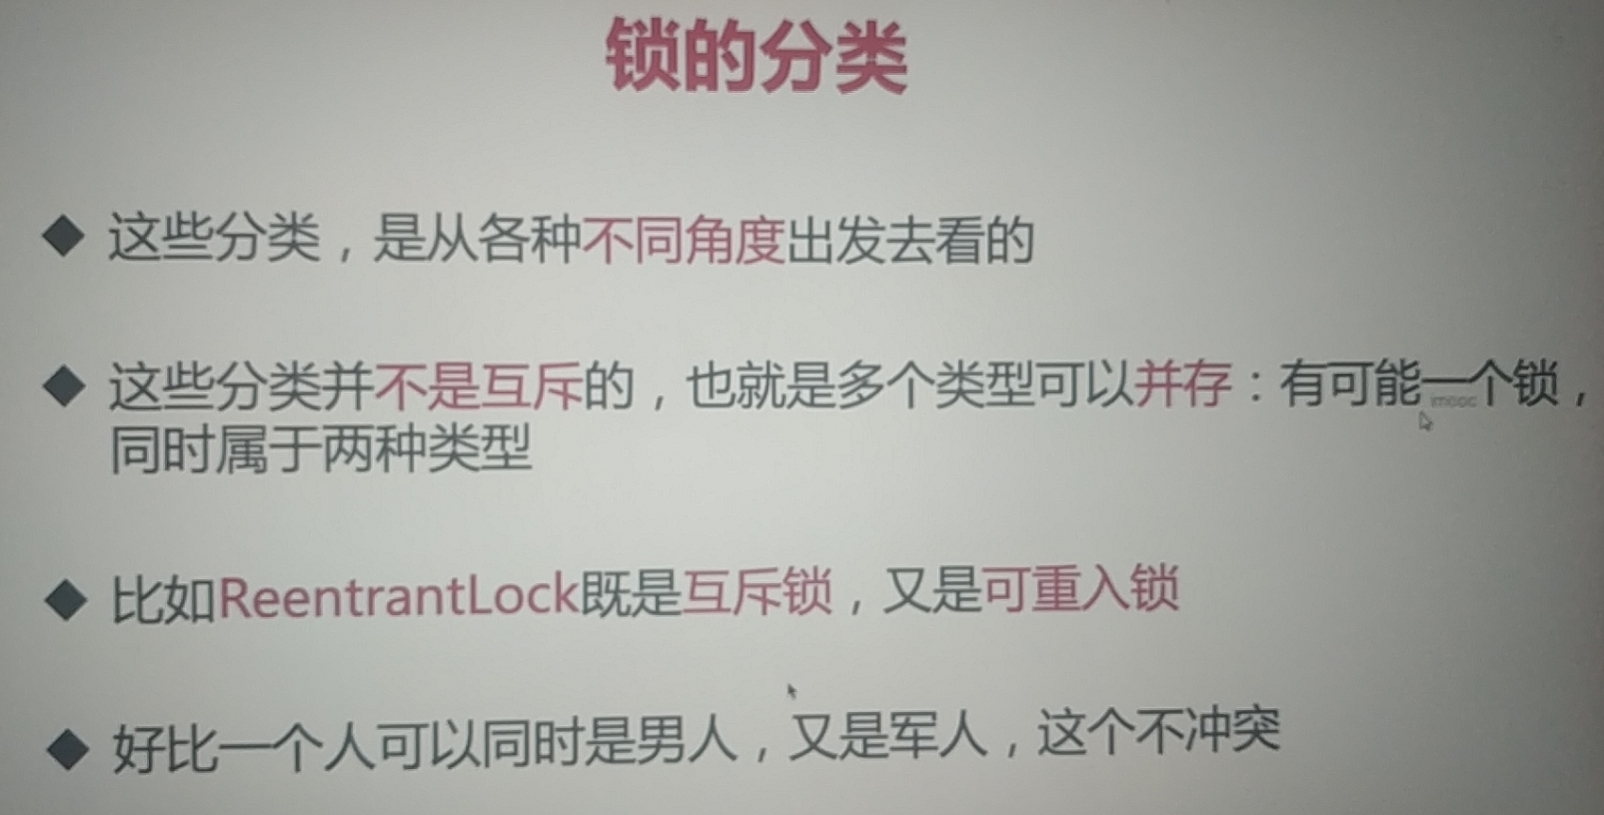 锁的分类
这些分类，是从各种不同角度出发去看的
这些分类并不是互斥的，也就是多个类型可以并存：有可能一个锁，
同时属于两种类型
比如ReentrantLock既是互斥锁，又是可重入锁
好比一个人可以同时是男人，又是军人，这个不冲突
imooc